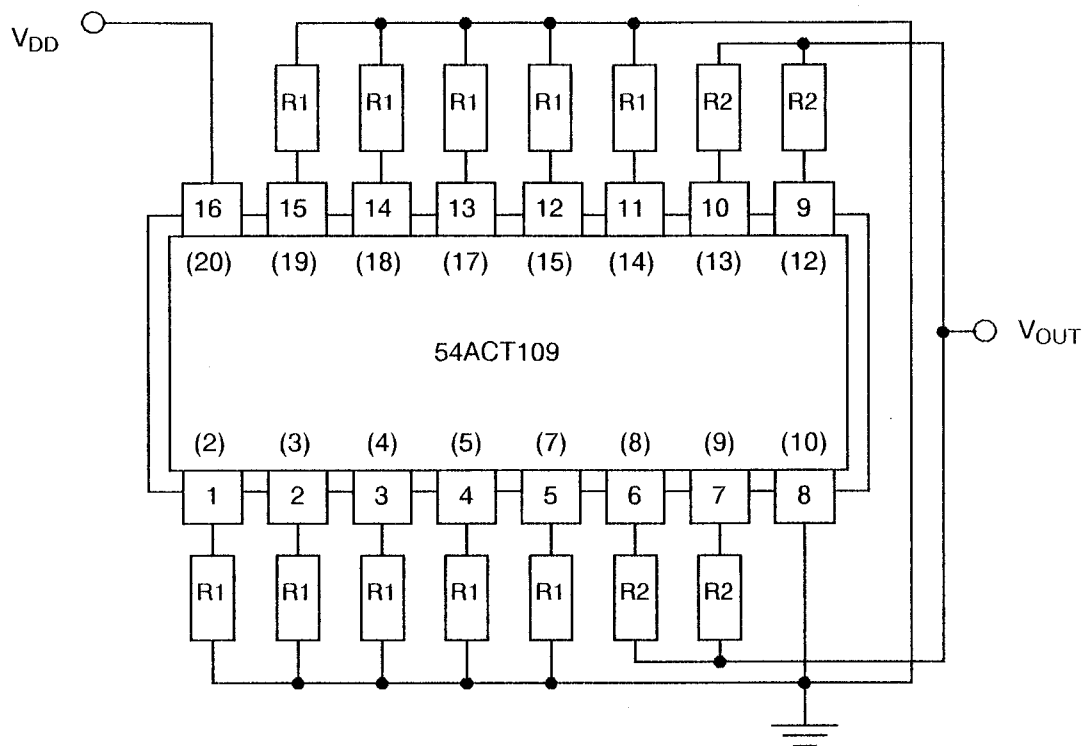 V_DD
R1 R1 R1 R1 R1 R2 R2
16 15 14 13 12 11 10 9
(20) (19) (18) (17) (15) (14) (13) (12)
V_OUT
54ACT109
(2) (3) (4) (5) (7) (8) (9) (10)
1 2 3 4 5 6 7 8
R1 R1 R1 R1 R1 R2 R2